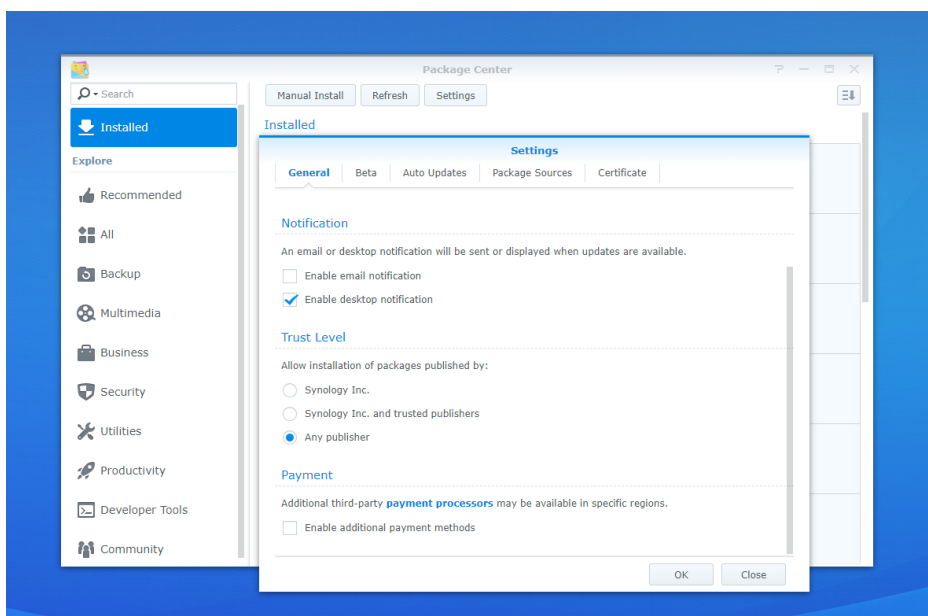 Package Center
Search
Manual Install Refresh Settings
Installed
Installed
Explore
Recommended
All
Backup
Multimedia
Business
Security
Utilities
Productivity
Developer Tools
Community
Settings
General Beta Auto Updates Package Sources Certificate
Notification
An email or desktop notification will be sent or displayed when updates are available.
Enable email notification
Enable desktop notification
Trust Level
Allow installation of packages published by:
Synology Inc.
Synology Inc. and trusted publishers
Any publisher
Payment
Additional third-party payment processors may be available in specific regions.
Enable additional payment methods
OK Close